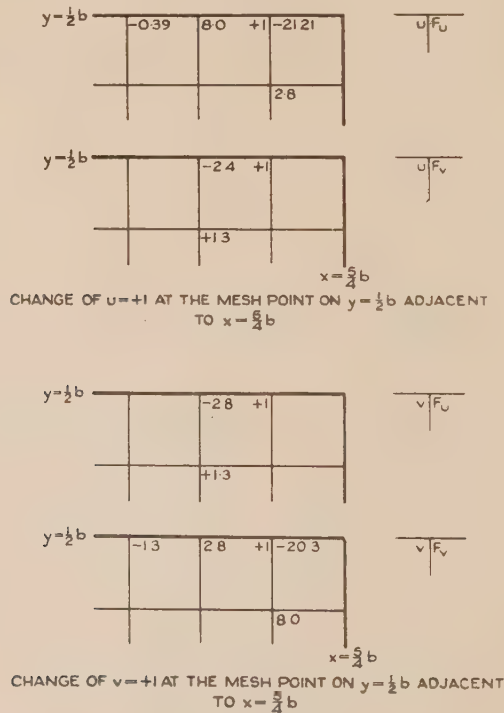 y=½b -0·39 8·0 +1 -21·21 u F_u
2·8
y=½b -2·4 +1 u F_v
+1·3
x=5/4b
CHANGE OF u=+1 AT THE MESH POINT ON y=½b ADJACENT
TO x=5/4b
y=½b -2·8 +1 v F_u
+1·3
y=½b -1·3 2·8 +1 -20·3 v F_v
8·0
x=5/4b
CHANGE OF v=+1 AT THE MESH POINT ON y=½b ADJACENT
TO x=5/4b